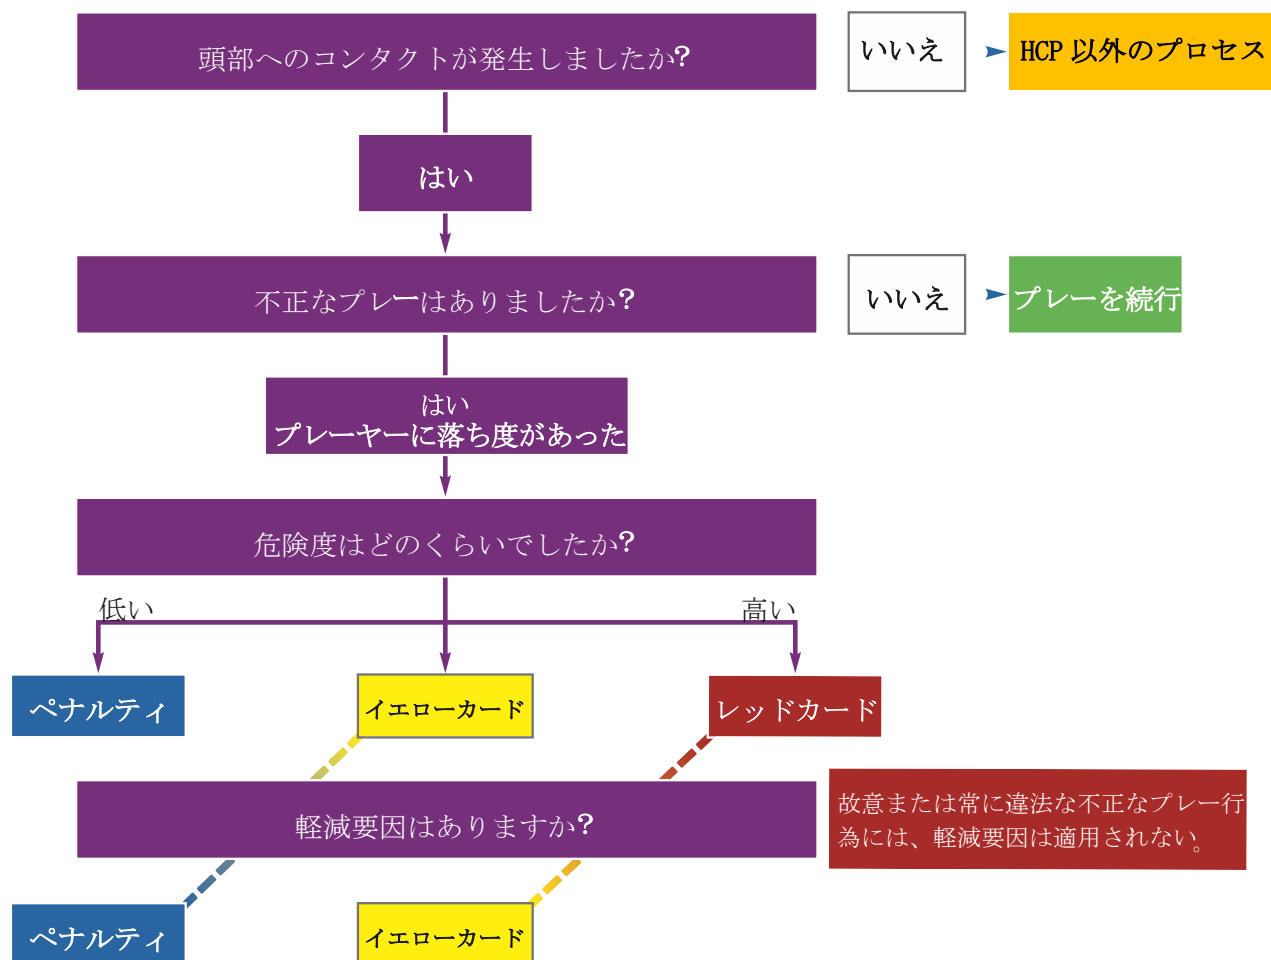 頭部へのコンタクトが発生しましたか?
いいえ
HCP 以外のプロセス
はい
不正なプレーはありましたか?
いいえ
プレーを続行
はい
プレーヤーに落ち度があった
危険度はどのくらいでしたか?
低い
高い
ペナルティ
イエローカード
レッドカード
軽減要因はありますか?
故意または常に違法な不正なプレー行
為には、軽減要因は適用されない。
ペナルティ
イエローカード